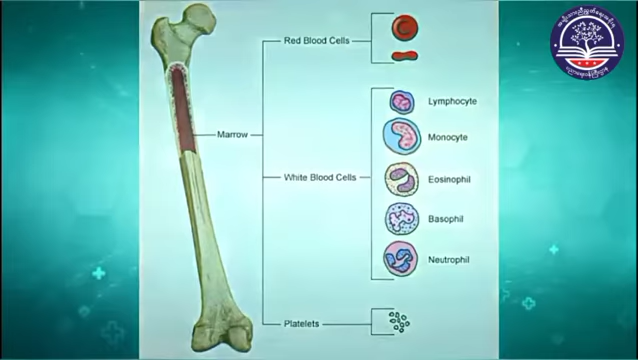 Red Blood Cells
Lymphocyte
Monocyte
Marrow
White Blood Cells
Eosinophil
Basophil
Neutrophil
Platelets